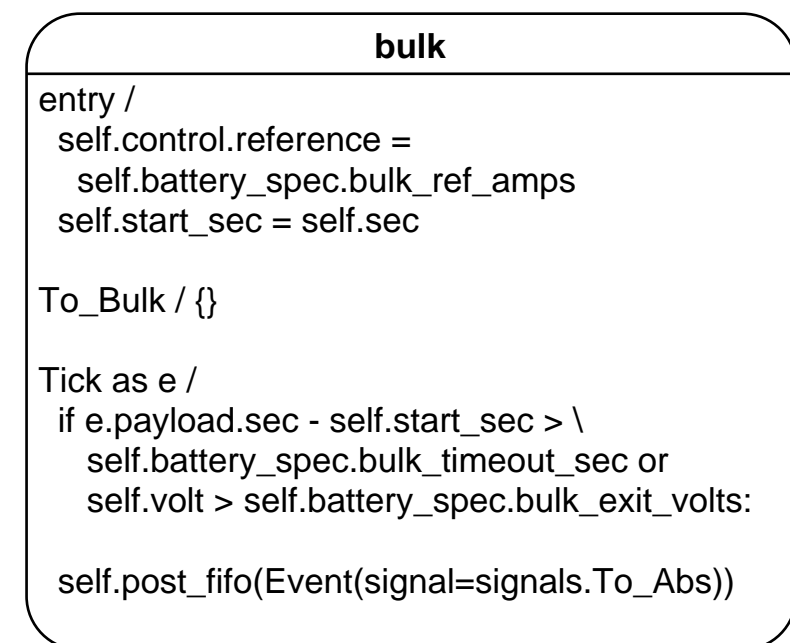 bulk
entry /
self.control.reference =
self.battery_spec.bulk_ref_amps
self.start_sec = self.sec
To_Bulk / {}
Tick as e /
if e.payload.sec - self.start_sec > \
self.battery_spec.bulk_timeout_sec or
self.volt > self.battery_spec.bulk_exit_volts:
self.post_fifo(Event(signal=signals.To_Abs))